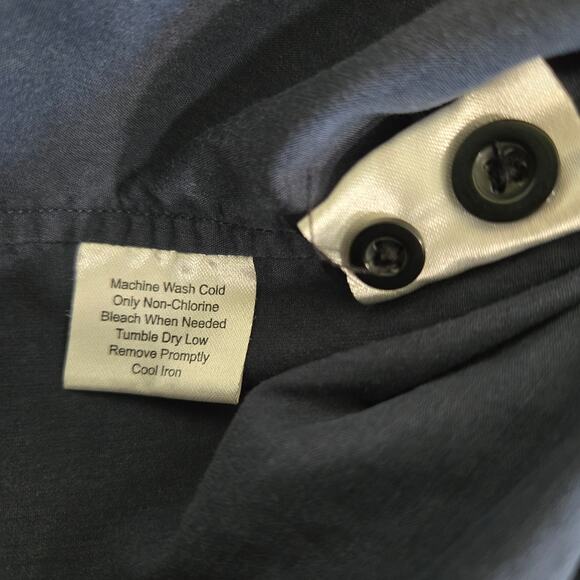 Machine Wash Cold
Only Non-Chlorine
Bleach When Needed
Tumble Dry Low
Remove Promptly
Cool Iron